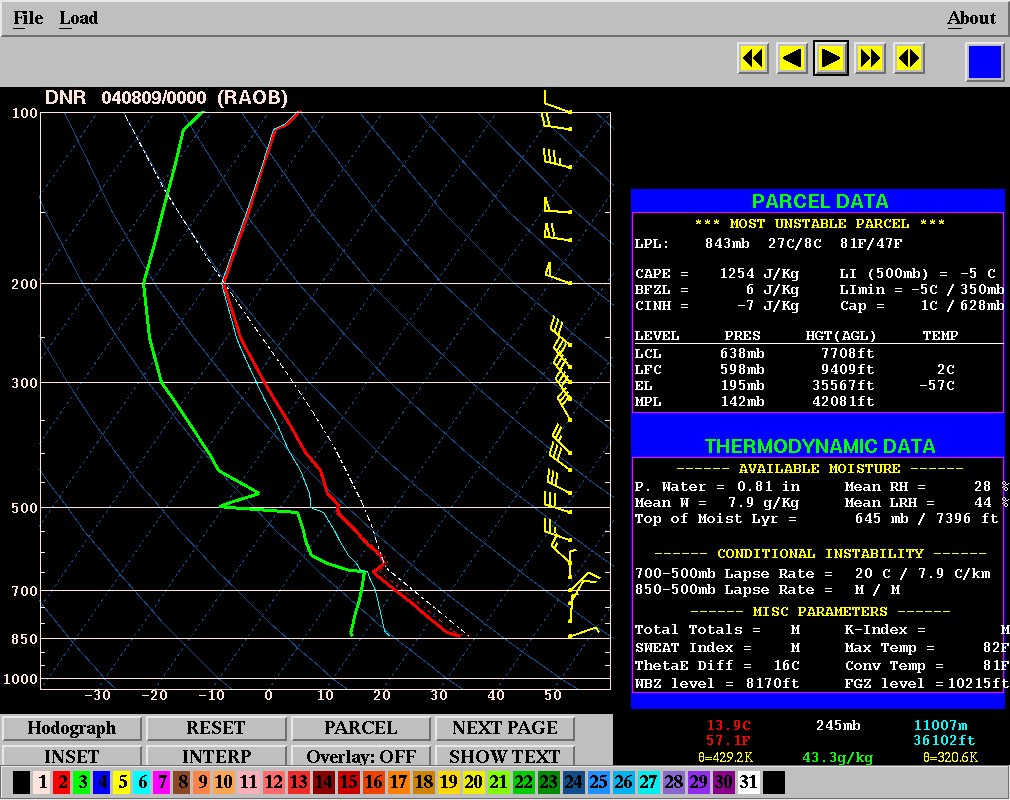 File Load About
DNR 040809/0000 (RAOB)
100
200
300
400
500
700
850
1000
-30 -20 -10 0 10 20 30 40 50
PARCEL DATA
*** MOST UNSTABLE PARCEL ***
LPL: 843mb 27C/8C 81F/47F
CAPE = 1254 J/Kg LI (500mb) = -5 C
BFZL = 6 J/Kg LImin = -5C / 350mb
CINH = -7 J/Kg Cap = 1C / 628mb
LEVEL PRES HGT(AGL) TEMP
LCL 638mb 7708ft
LFC 598mb 9409ft 2C
EL 195mb 35567ft -57C
MPL 142mb 42081ft
THERMODYNAMIC DATA
------ AVAILABLE MOISTURE ------
P. Water = 0.81 in Mean RH = 28 %
Mean W = 7.9 g/Kg Mean LRH = 44 %
Top of Moist Lyr = 645 mb / 7396 ft
------ CONDITIONAL INSTABILITY ------
700-500mb Lapse Rate = 20 C / 7.9 C/km
850-500mb Lapse Rate = M / M
------ MISC PARAMETERS ------
Total Totals = M K-Index = M
SWEAT Index = M Max Temp = 82F
ThetaE Diff = 16C Conv Temp = 81F
WBZ level = 8170ft FGZ level = 10215ft
13.9C 245mb 11007m
57.1F 36102ft
θ=429.2K 43.3g/kg θ=320.6K
Hodograph RESET PARCEL NEXT PAGE
INSET INTERP Overlay: OFF SHOW TEXT
1 2 3 4 5 6 7 8 9 10 11 12 13 14 15 16 17 18 19 20 21 22 23 24 25 26 27 28 29 30 31